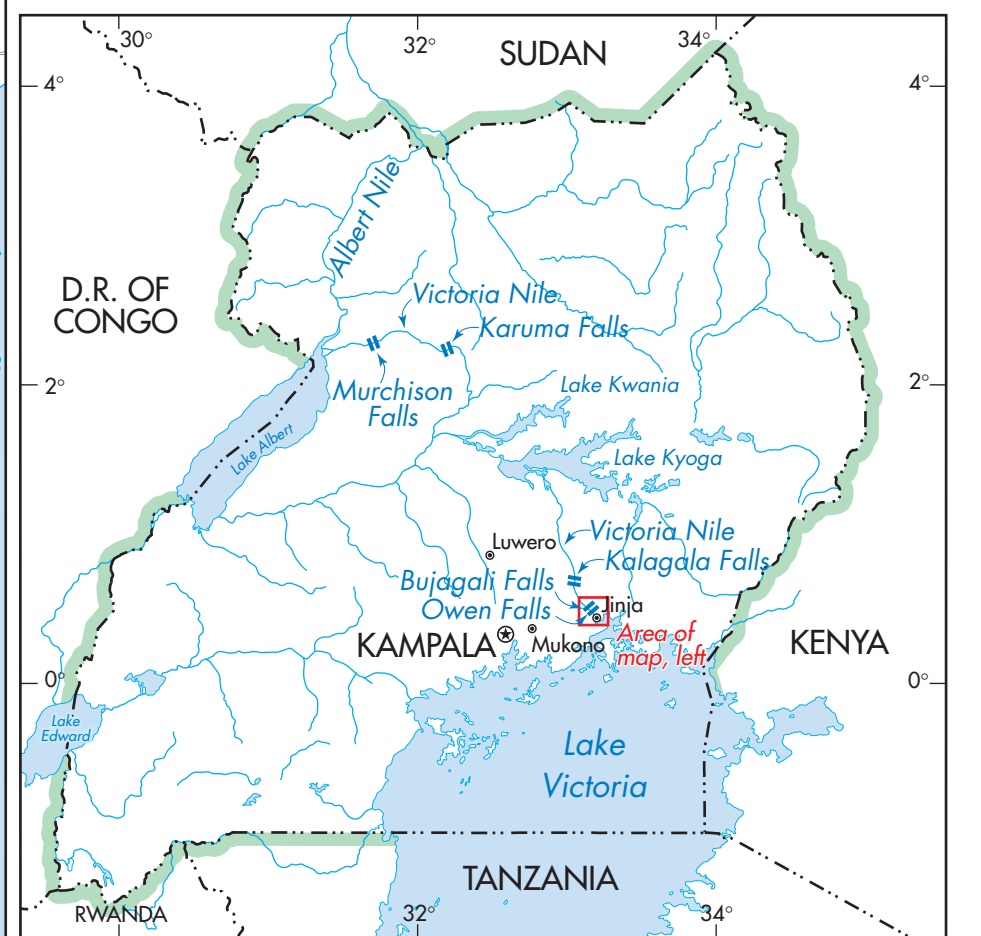 30°
32°
34°
SUDAN
4°
4°
Albert Nile
D.R. OF
CONGO
Victoria Nile
Karuma Falls
2°
2°
Murchison
Falls
Lake Kwania
Lake Albert
Lake Kyoga
Victoria Nile
Luwero
Kalagala Falls
Bujagali Falls
Owen Falls
Jinja
KAMPALA
Mukono
Area of
map, left
KENYA
0°
0°
Lake
Edward
Lake
Victoria
TANZANIA
RWANDA
32°
34°